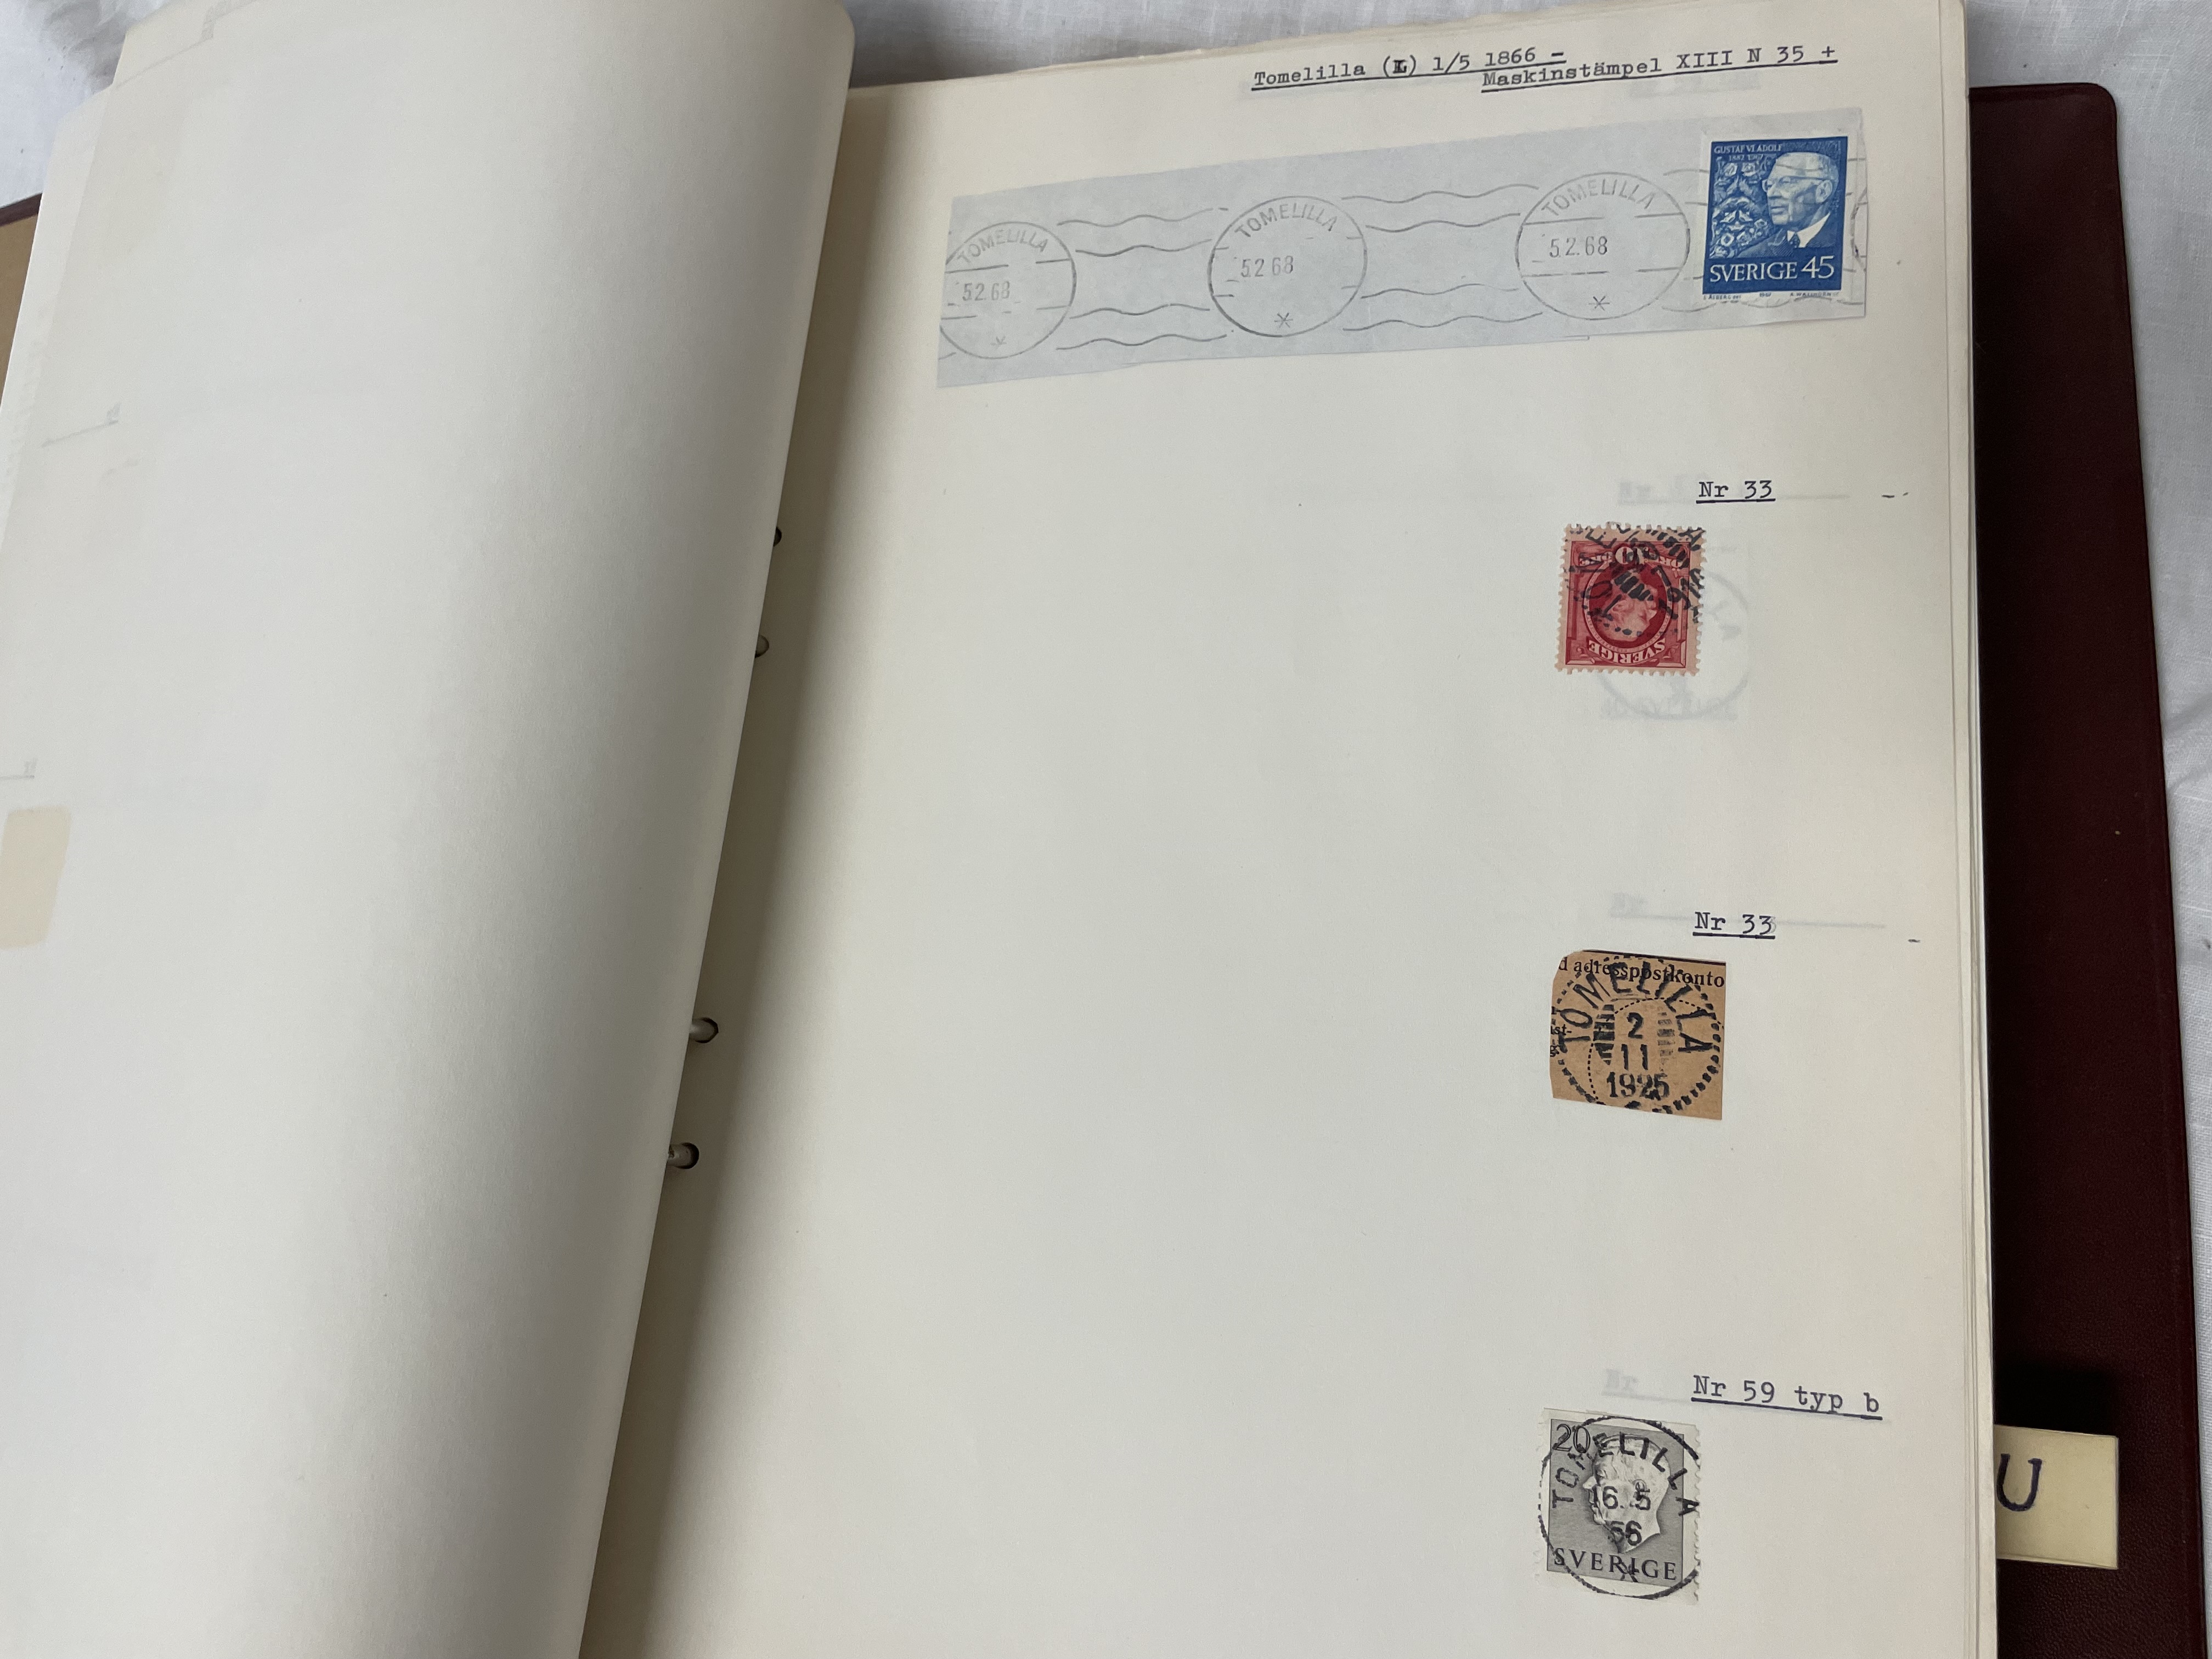 Tomelilla (L) 1/5 1866 -
Maskinstämpel XIII N 35 +
TOMELILLA
5.2.68
TOMELILLA
5.2.68
TOMELILLA
5.2.68
GUSTAF VI ADOLF
SVERIGE 45
Nr 33
10
SVERIGE
Nr 33
d adresspostkonto
TOMELILLA
2
11
1925
Nr 59 typ b
20
TOMELILLA
16.5
56
SVERIGE
U